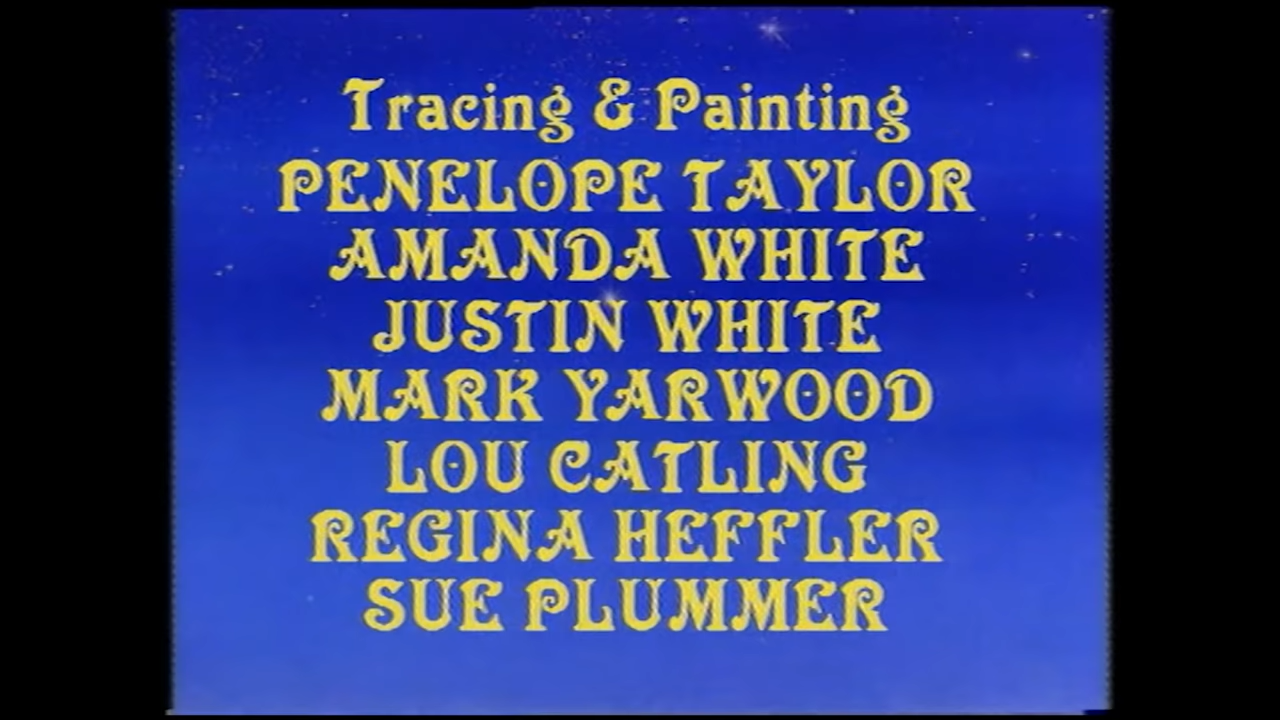 Tracing & Painting
PENELOPE TAYLOR
AMANDA WHITE
JUSTIN WHITE
MARK YARWOOD
LOU CATLING
REGINA HEFFLER
SUE PLUMMER